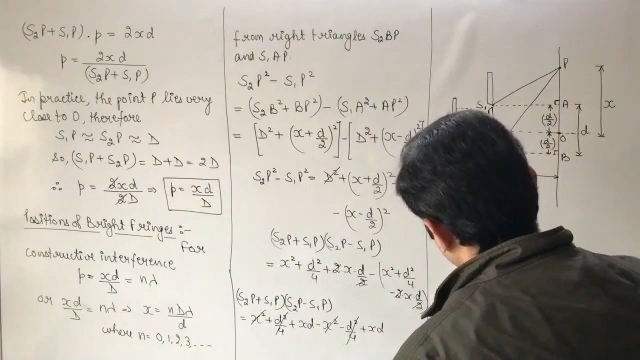 (S₂P + S₁P) . p = 2xd
p = 2xd / (S₂P + S₁P)
In practice, the point P lies very
close to O, therefore
S₁P ≈ S₂P ≈ D
So, (S₁P + S₂P) = D + D = 2D
∴ p = 2xd / 2D ⇒ p = xd / D
Positions of Bright Fringes :-
For
constructive interference
p = xd / D = nλ
or xd / D = nλ ⇒ x = nDλ / d
where n = 0, 1, 2, 3, ....
from right triangles S₂BP
and S₁AP
S₂P² - S₁P²
= (S₂B² + BP²) - (S₁A² + AP²)
= [D² + (x + d/2)²] - [D² + (x - d/2)²]
S₂P² - S₁P² = D² + (x + d/2)²
- (x - d/2)²
(S₂P + S₁P)(S₂P - S₁P)
= x² + d²/4 + 2x.d/2 - (x² + d²/4
- 2x d/2)
(S₂P + S₁P)(S₂P - S₁P)
= x² + d²/4 + xd - x² - d²/4 + xd
P
x
S₁
A
(d/2)
d
O
(d/2)
B